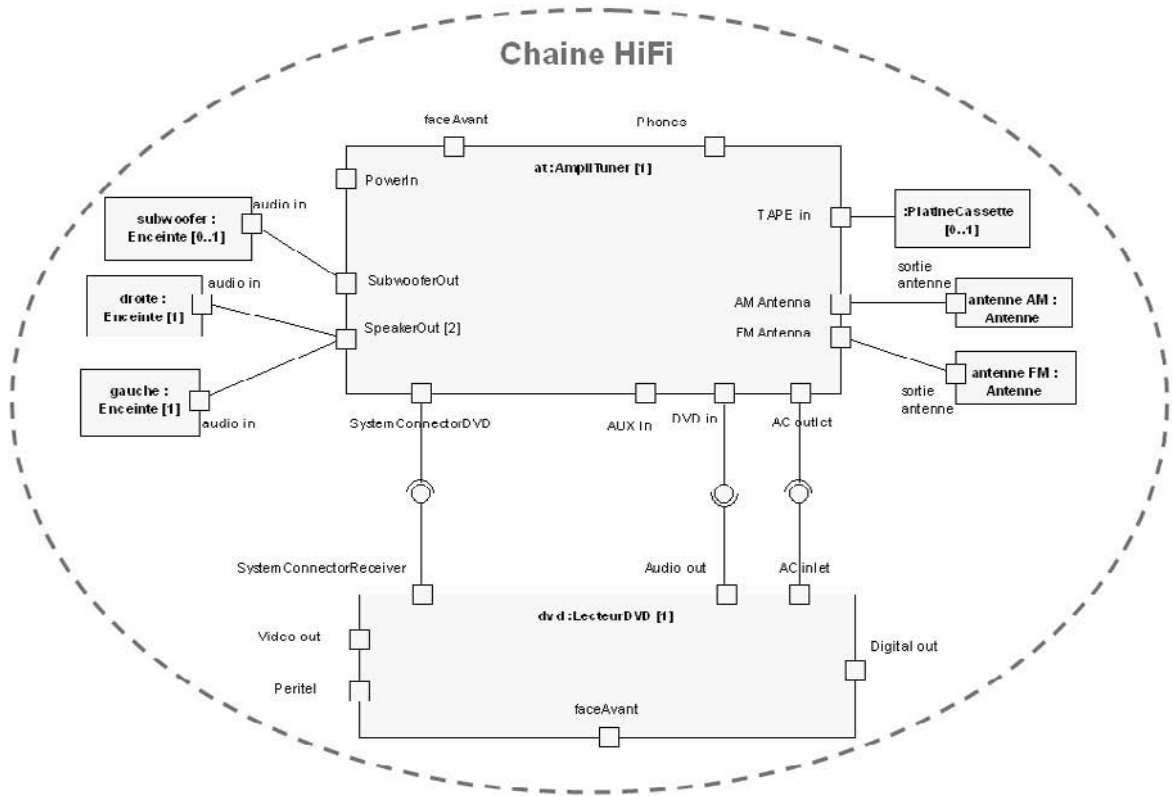 Chaine HiFi
faceAvant
Phones
at :AmpliTuner [1]
PowerIn
audio in
subwoofer :
Enceinte [0..1]
TAPE in
:PlatineCassette
[0..1]
audio in
droite :
Enceinte [1]
SubwooferOut
SpeakerOut [2]
sortie
antenne
AM Antenna
antenne AM :
Antenne
FM Antenna
antenne FM :
Antenne
sortie
antenne
gauche :
Enceinte [1]
audio in
SystemConnectorDVD
AUX in
DVD in
AC outlet
SystemConnectorReceiver
Audio out
AC inlet
dvd :LecteurDVD [1]
Video out
Digital out
Peritel
faceAvant